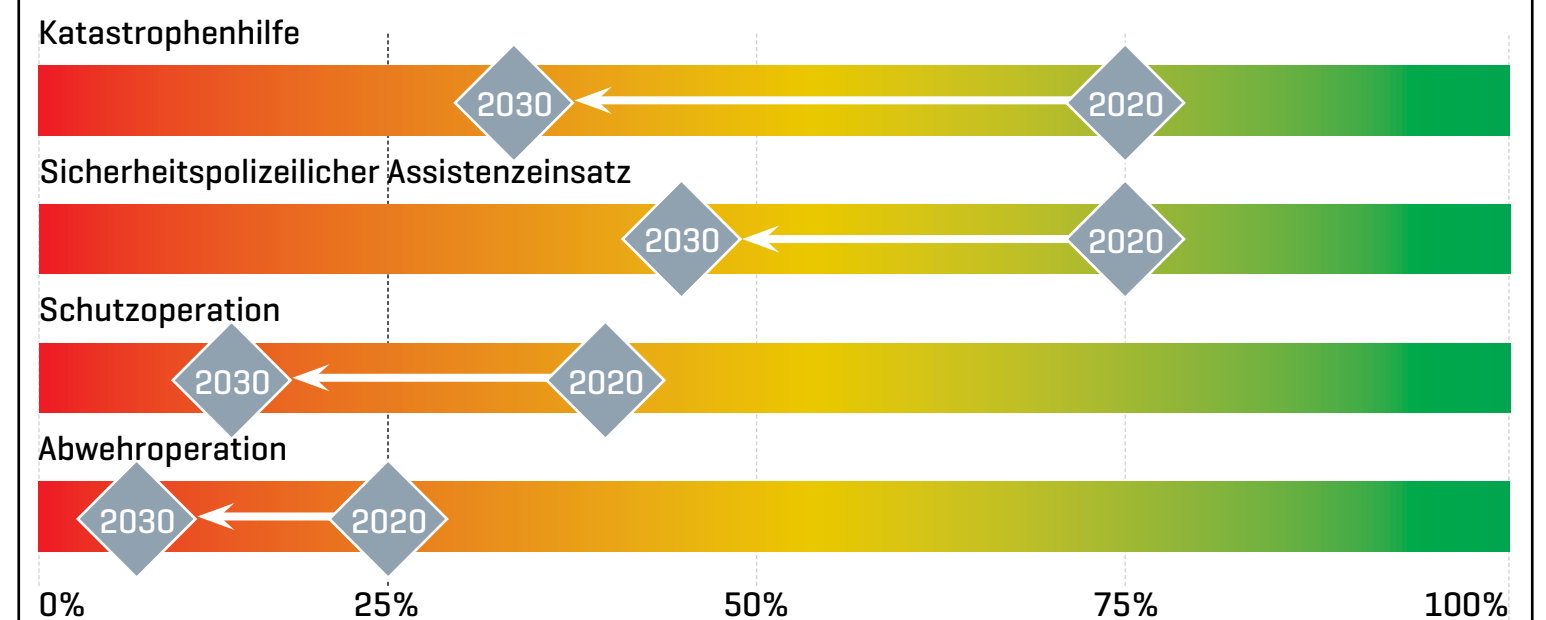 Katastrophenhilfe
2030 2020
Sicherheitspolizeilicher Assistenzeinsatz
2030 2020
Schutzoperation
2030 2020
Abwehroperation
2030 2020
0% 25% 50% 75% 100%